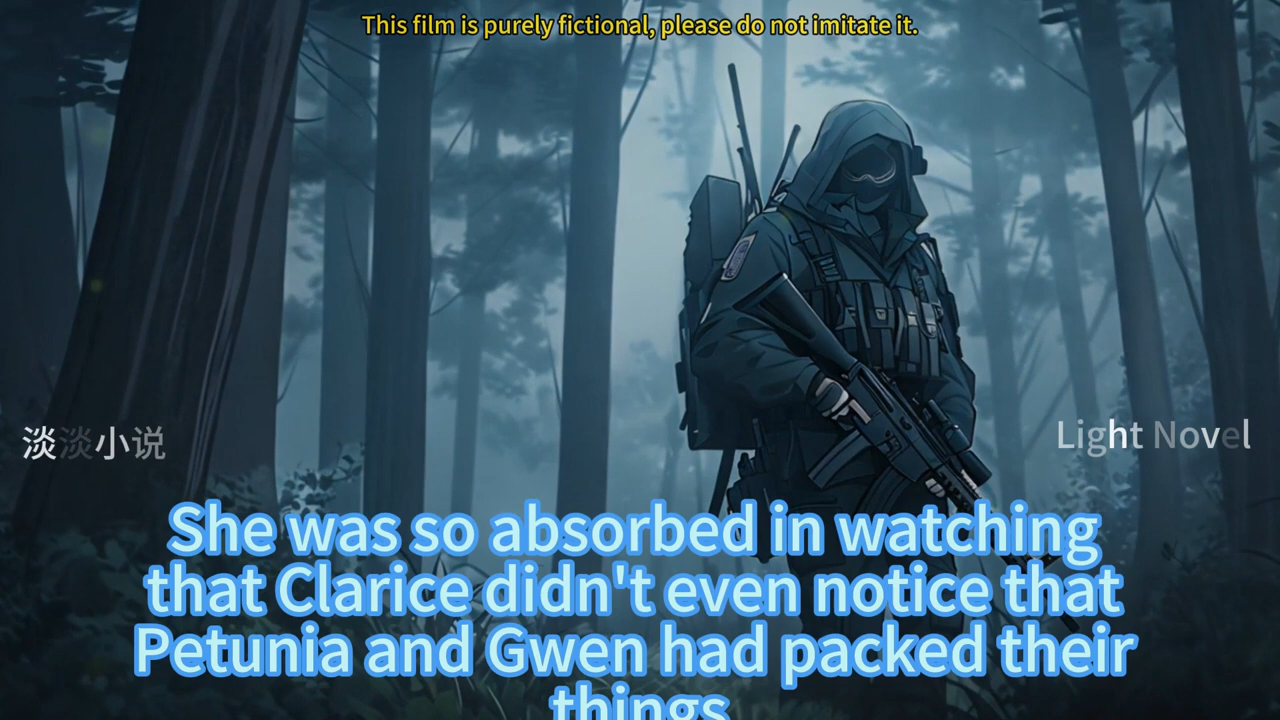 This film is purely fictional, please do not imitate it.
淡淡小说
Light Novel
She was so absorbed in watching
that Clarice didn't even notice that
Petunia and Gwen had packed their
things